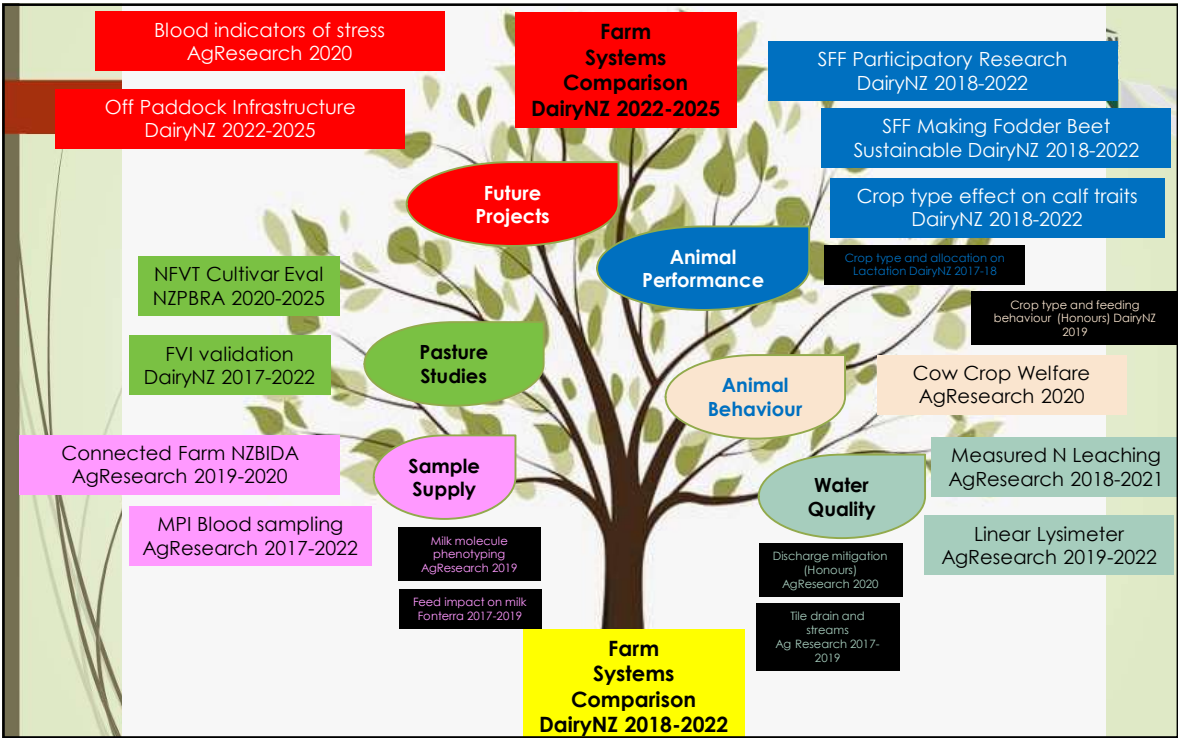 Blood indicators of stress
AgResearch 2020
Farm
Systems
Comparison
DairyNZ 2022-2025
SFF Participatory Research
DairyNZ 2018-2022
Off Paddock Infrastructure
DairyNZ 2022-2025
SFF Making Fodder Beet
Sustainable DairyNZ 2018-2022
Future
Projects
Crop type effect on calf traits
DairyNZ 2018-2022
Animal
Performance
Crop type and allocation on
Lactation DairyNZ 2017-18
NFVT Cultivar Eval
NZPBRA 2020-2025
Crop type and feeding
behaviour (Honours) DairyNZ
2019
FVI validation
DairyNZ 2017-2022
Pasture
Studies
Animal
Behaviour
Cow Crop Welfare
AgResearch 2020
Connected Farm NZBIDA
AgResearch 2019-2020
Sample
Supply
Water
Quality
Measured N Leaching
AgResearch 2018-2021
MPI Blood sampling
AgResearch 2017-2022
Milk molecule
phenotyping
AgResearch 2019
Feed impact on milk
Fonterra 2017-2019
Discharge mitigation
(Honours)
AgResearch 2020
Linear Lysimeter
AgResearch 2019-2022
Tile drain and
streams
Ag Research 2017-
2019
Farm
Systems
Comparison
DairyNZ 2018-2022